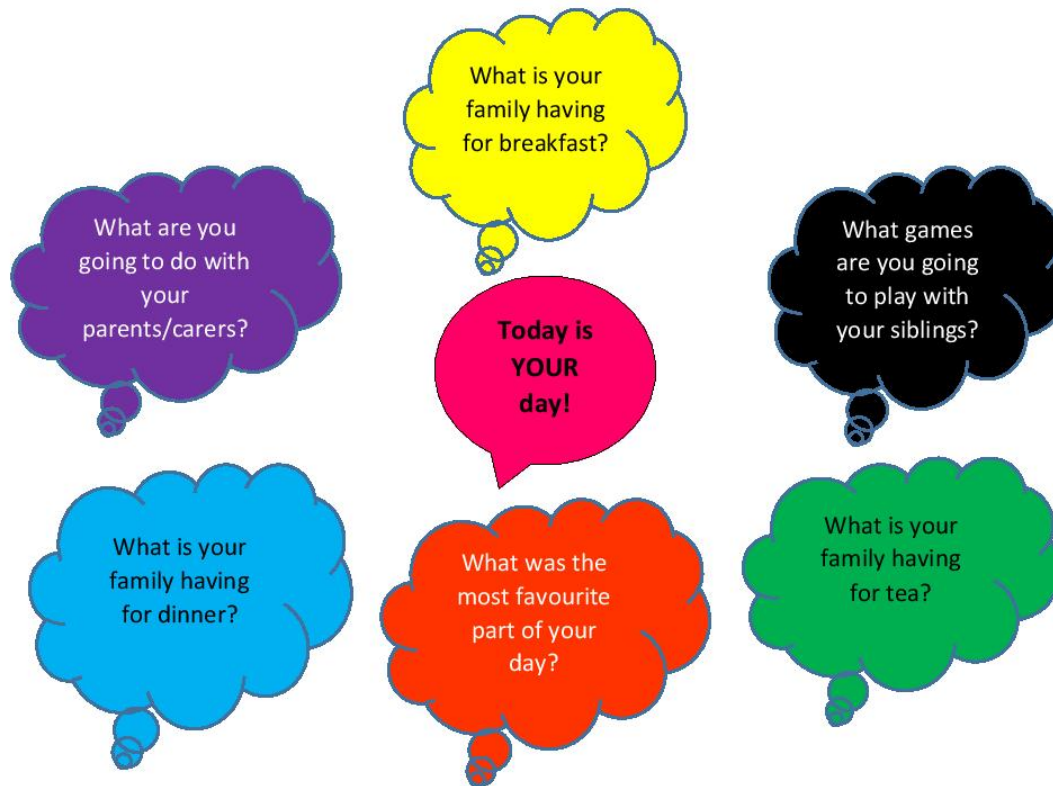 What is your
family having
for breakfast?
What are you
going to do with
your
parents/carers?
What games
are you going
to play with
your siblings?
Today is
YOUR
day!
What is your
family having
for dinner?
What was the
most favourite
part of your
day?
What is your
family having
for tea?